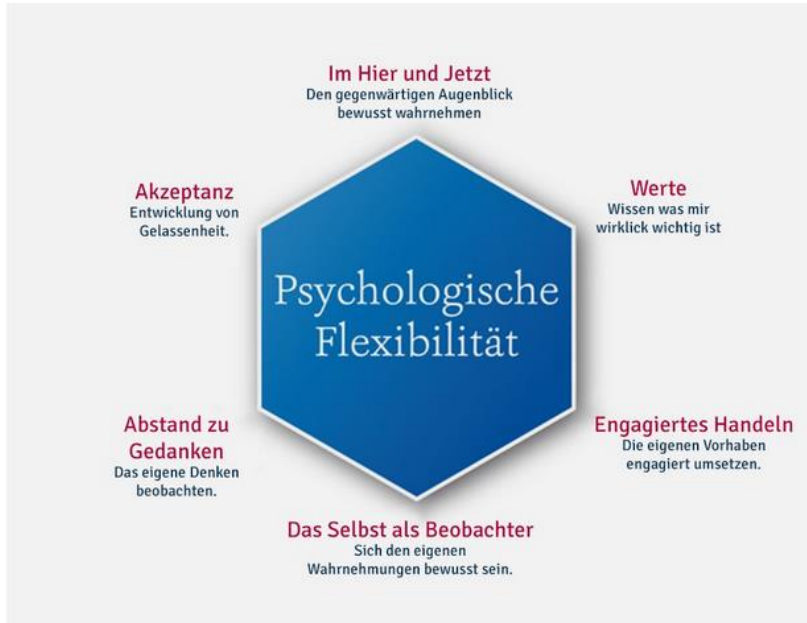 Im Hier und Jetzt
Den gegenwärtigen Augenblick
bewusst wahrnehmen
Akzeptanz
Entwicklung von
Gelassenheit.
Werte
Wissen was mir
wirklick wichtig ist
Psychologische
Flexibilität
Abstand zu
Gedanken
Das eigene Denken
beobachten.
Engagiertes Handeln
Die eigenen Vorhaben
engagiert umsetzen.
Das Selbst als Beobachter
Sich den eigenen
Wahrnehmungen bewusst sein.